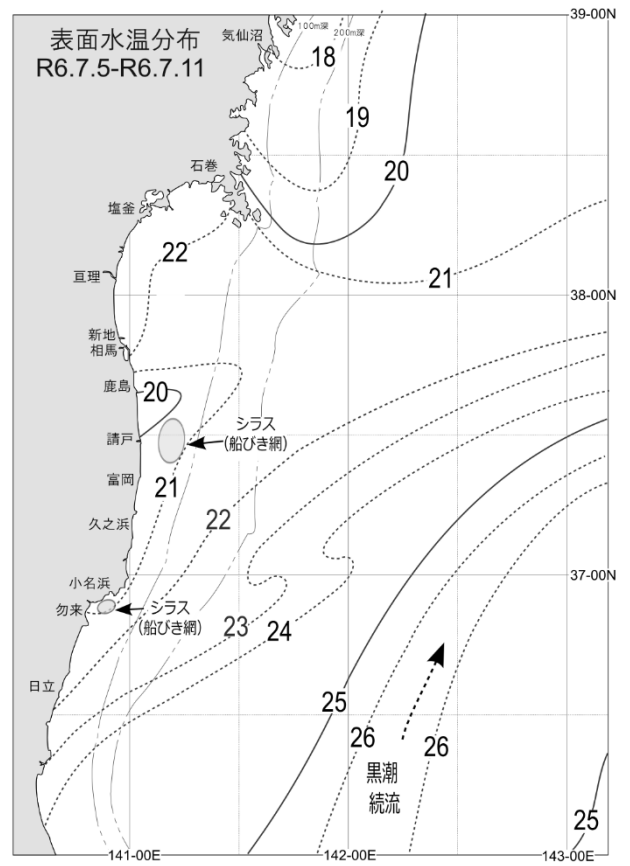 表面水温分布
R6.7.5-R6.7.11
気仙沼
100m深
200m深
39-00N
18
19
石巻
20
塩釜
22
亘理
21
38-00N
新地
相馬
鹿島
20
シラス
(船びき網)
請戸
富岡
21
22
久之浜
37-00N
小名浜
勿来
シラス
(船びき網)
23
24
日立
25
26
26
黒潮
続流
25
141-00E
142-00E
143-00E
36-00N